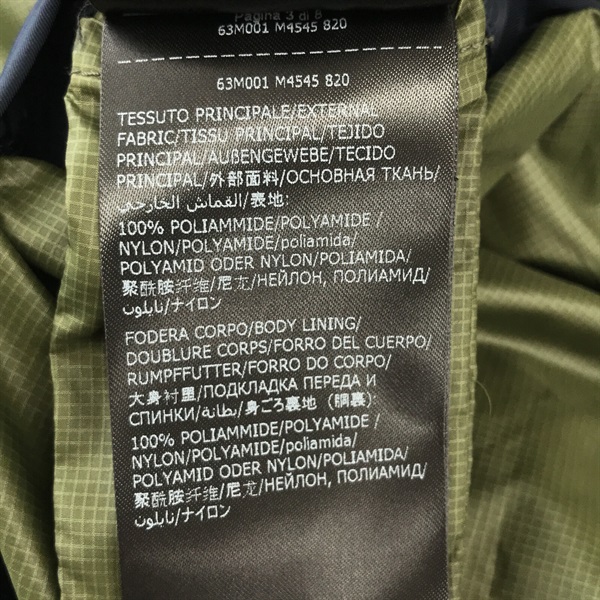 Pagina 3 di 8
63M001 M4545 820
63M001 M4545 820
TESSUTO PRINCIPALE/EXTERNAL
FABRIC/TISSU PRINCIPAL/TEJIDO
PRINCIPAL/AUßENGEWEBE/TECIDO
PRINCIPAL/外部面料/ОСНОВНАЯ ТКАНЬ/
القماش الخارجي/表地:
100% POLIAMMIDE/POLYAMIDE /
NYLON/POLYAMIDE/poliamida/
POLYAMID ODER NYLON/POLIAMIDA/
聚酰胺纤维/尼龙/НЕЙЛОН, ПОЛИАМИД/
نايلون/ナイロン
FODERA CORPO/BODY LINING/
DOUBLURE CORPS/FORRO DEL CUERPO/
RUMPFFUTTER/FORRO DO CORPO/
大身衬里/ПОДКЛАДКА ПЕРЕДА И
СПИНКИ/بطانة/身ごろ裏地（胴裏）:
100% POLIAMMIDE/POLYAMIDE /
NYLON/POLYAMIDE/poliamida/
POLYAMID ODER NYLON/POLIAMIDA/
聚酰胺纤维/尼龙/НЕЙЛОН, ПОЛИАМИД/
نايلون/ナイロン